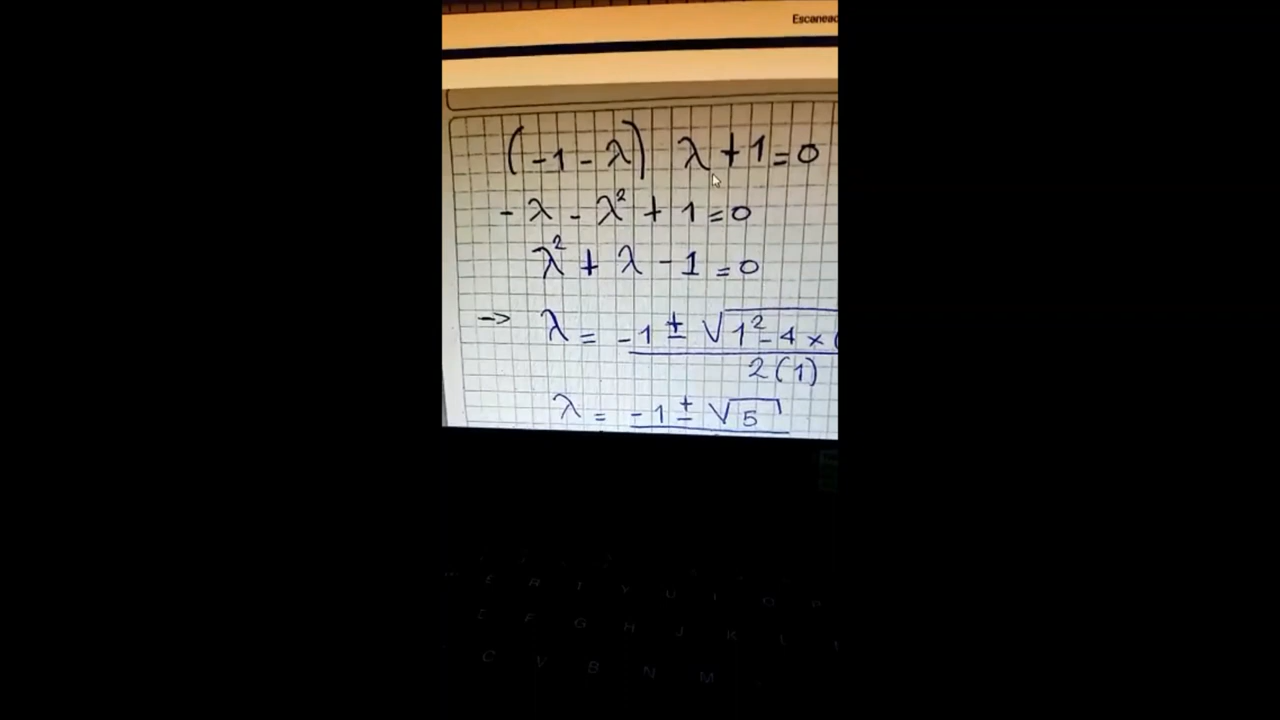 Escanead
(-1-λ) λ+1=0
-λ-λ²+1=0
λ²+λ-1=0
-> λ = -1 ± √1²-4×(
2(1)
λ = -1 ± √5
E R T Y U I O P
D F G H J K L
C V B N M